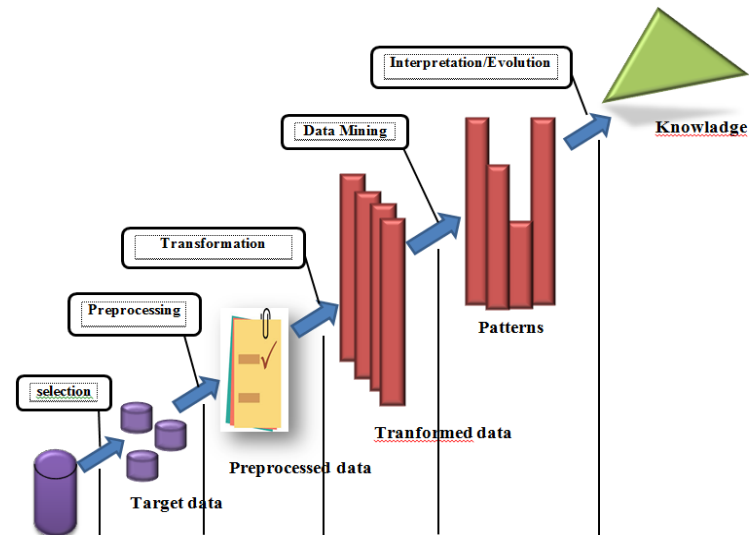 Interpretation/Evolution
Knowladge
Data Mining
Transformation
Patterns
Preprocessing
selection
Tranformed data
Preprocessed data
Target data